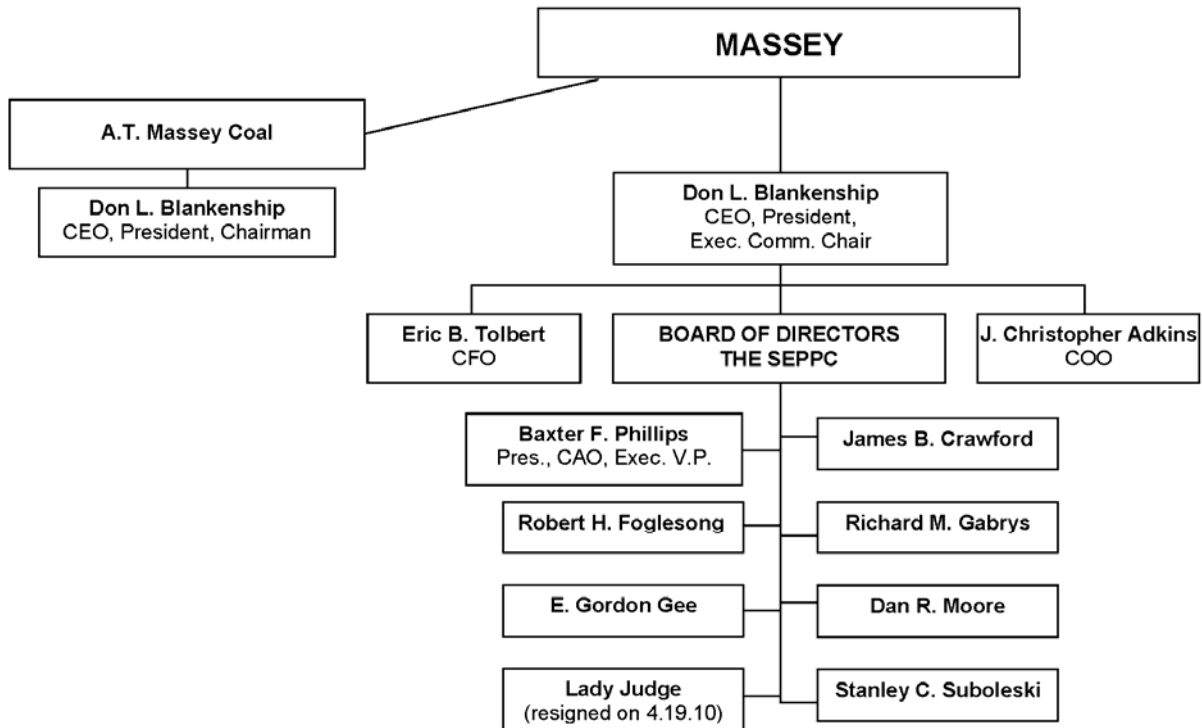 MASSEY
A.T. Massey Coal
Don L. Blankenship
CEO, President, Chairman
Don L. Blankenship
CEO, President,
Exec. Comm. Chair
Eric B. Tolbert
CFO
BOARD OF DIRECTORS
THE SEPPC
J. Christopher Adkins
COO
Baxter F. Phillips
Pres., CAO, Exec. V.P.
James B. Crawford
Robert H. Foglesong
Richard M. Gabrys
E. Gordon Gee
Dan R. Moore
Lady Judge
(resigned on 4.19.10)
Stanley C. Suboleski